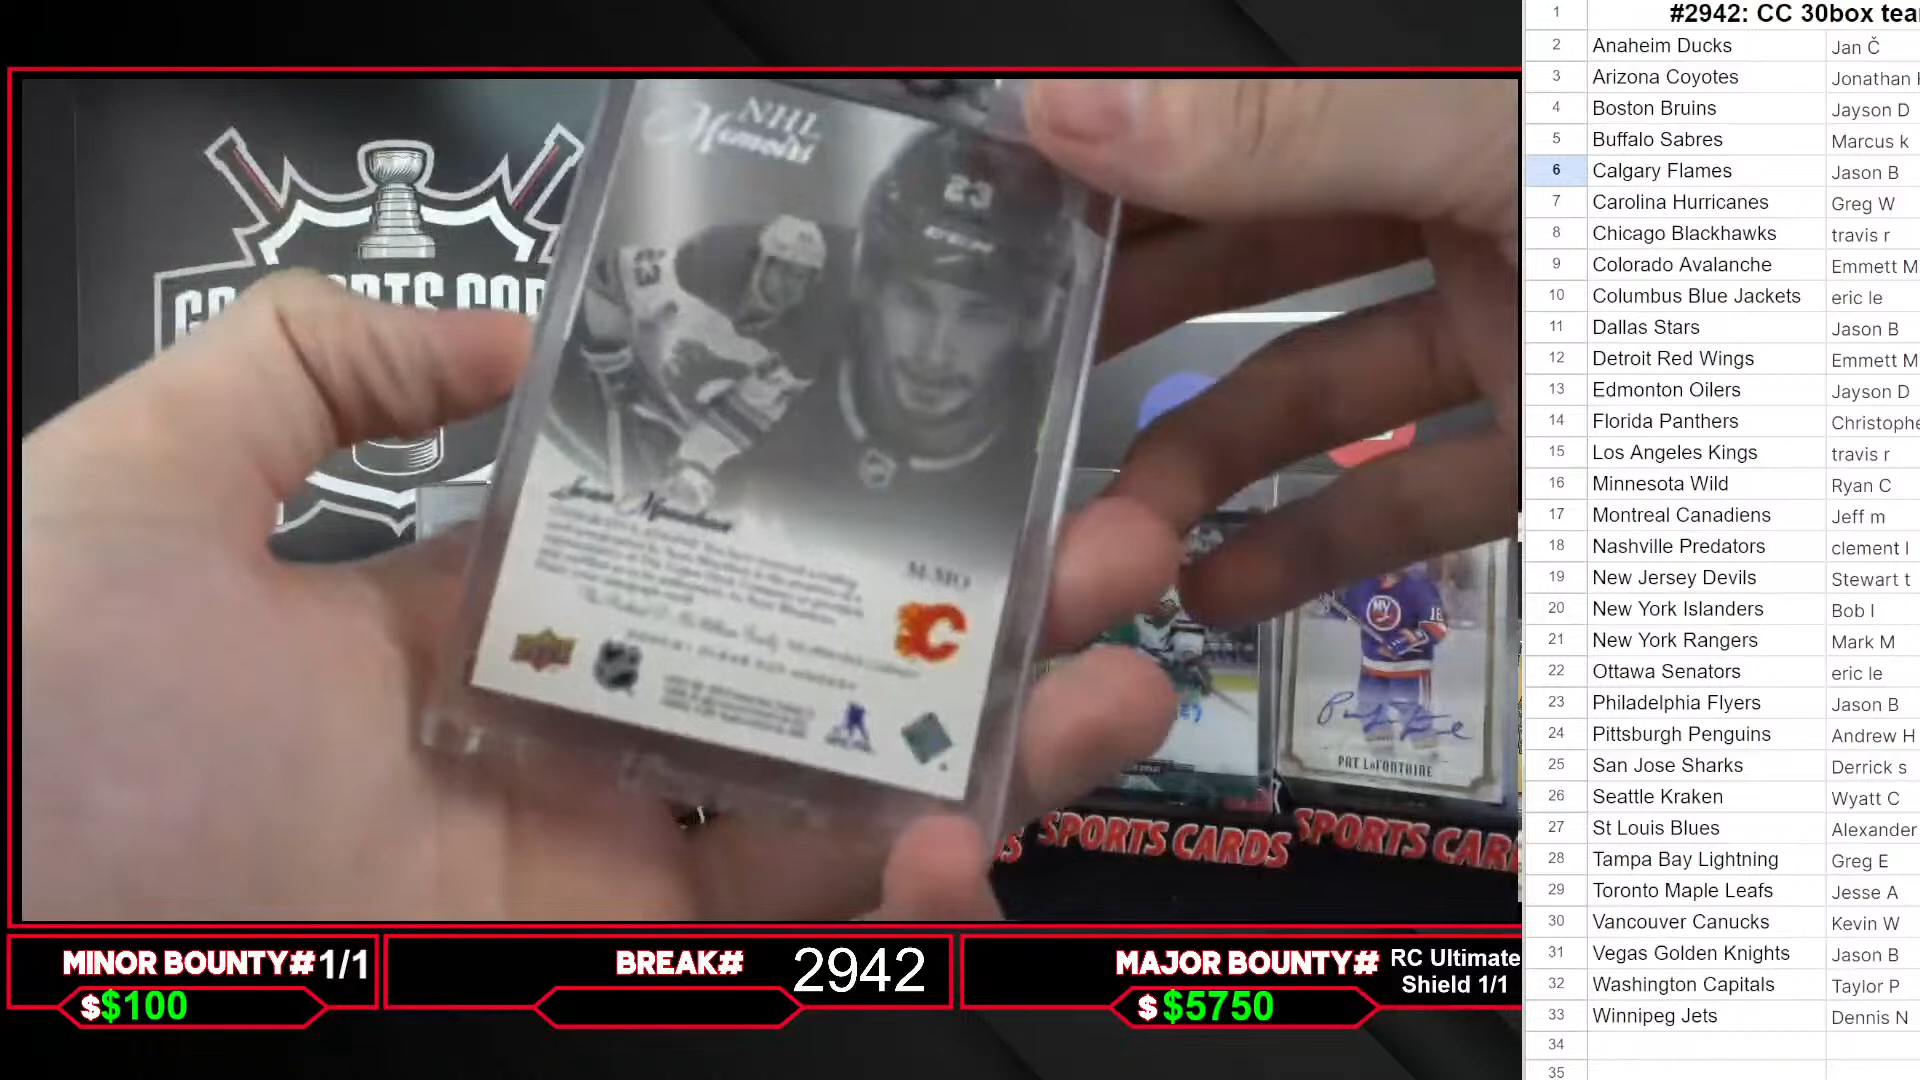 NHL
Memoirs
23
23
Sean Monahan
M-MO
SPORTS CARDS
SPORTS CAR
NY
18
PAT LaFONTAINE
MINOR BOUNTY# 1/1
$$100
BREAK# 2942
MAJOR BOUNTY# RC Ultimate
Shield 1/1
$ $5750
1 #2942: CC 30box tea
2 Anaheim Ducks Jan Č
3 Arizona Coyotes Jonathan
4 Boston Bruins Jayson D
5 Buffalo Sabres Marcus k
6 Calgary Flames Jason B
7 Carolina Hurricanes Greg W
8 Chicago Blackhawks travis r
9 Colorado Avalanche Emmett M
10 Columbus Blue Jackets eric le
11 Dallas Stars Jason B
12 Detroit Red Wings Emmett M
13 Edmonton Oilers Jayson D
14 Florida Panthers Christophe
15 Los Angeles Kings travis r
16 Minnesota Wild Ryan C
17 Montreal Canadiens Jeff m
18 Nashville Predators clement l
19 New Jersey Devils Stewart t
20 New York Islanders Bob l
21 New York Rangers Mark M
22 Ottawa Senators eric le
23 Philadelphia Flyers Jason B
24 Pittsburgh Penguins Andrew H
25 San Jose Sharks Derrick s
26 Seattle Kraken Wyatt C
27 St Louis Blues Alexander
28 Tampa Bay Lightning Greg E
29 Toronto Maple Leafs Jesse A
30 Vancouver Canucks Kevin W
31 Vegas Golden Knights Jason B
32 Washington Capitals Taylor P
33 Winnipeg Jets Dennis N
34
35